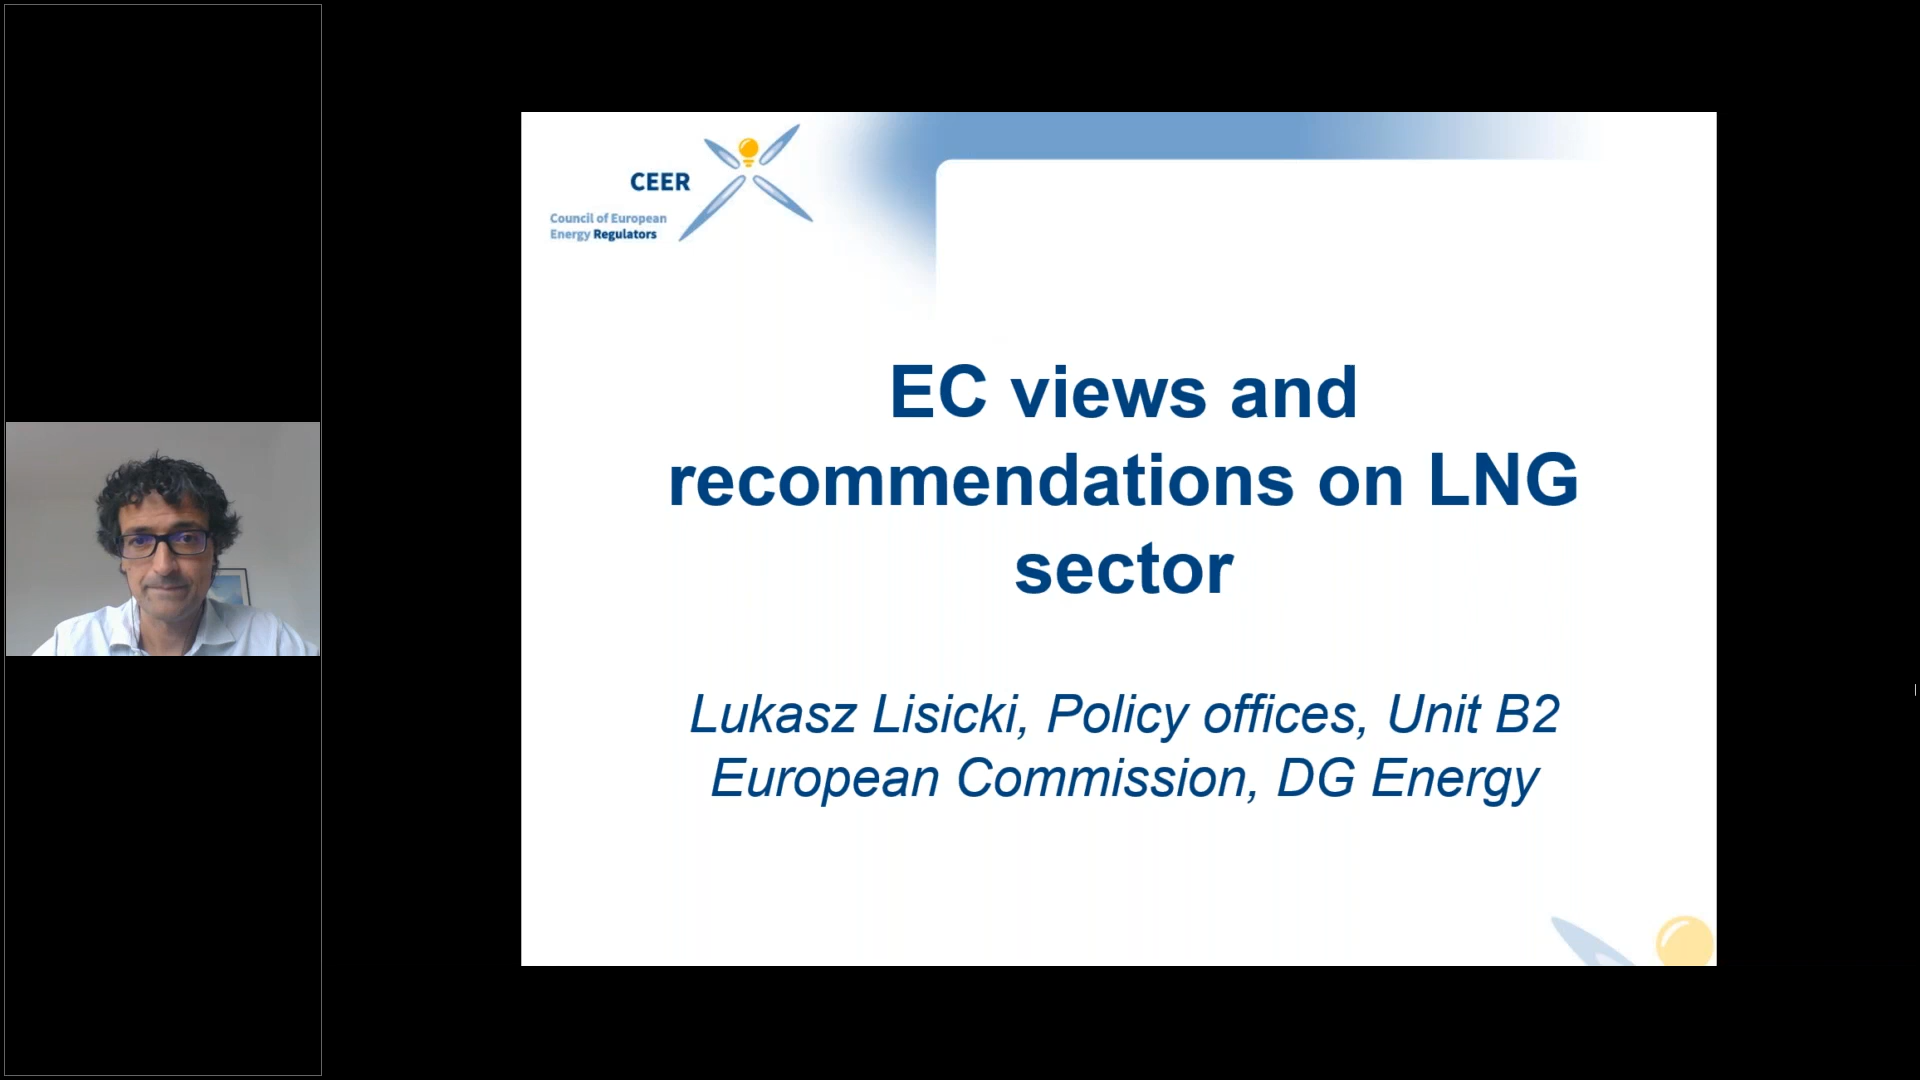 CEER
Council of European
Energy Regulators
EC views and
recommendations on LNG
sector
Lukasz Lisicki, Policy offices, Unit B2
European Commission, DG Energy